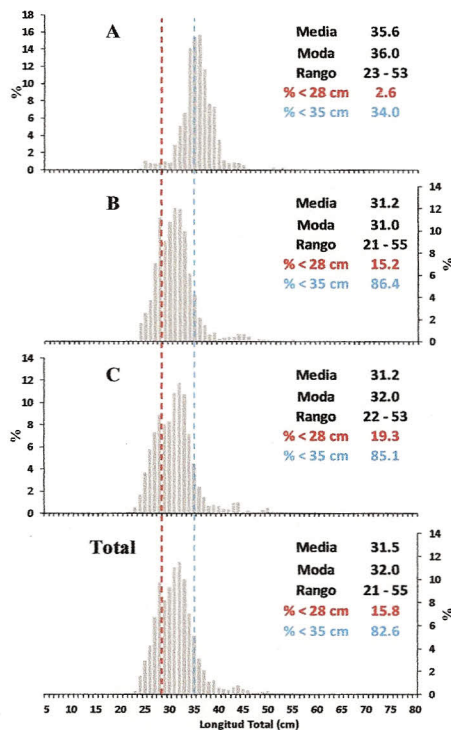 18
16
14
12
10
8
6
4
2
0
%
A
Media 35.6
Moda 36.0
Rango 23 - 53
% < 28 cm 2.6
% < 35 cm 34.0
B
Media 31.2
Moda 31.0
Rango 21 - 55
% < 28 cm 15.2
% < 35 cm 86.4
14
12
10
8
6
4
2
0
%
14
12
10
8
6
4
2
0
%
C
Media 31.2
Moda 32.0
Rango 22 - 53
% < 28 cm 19.3
% < 35 cm 85.1
Total
Media 31.5
Moda 32.0
Rango 21 - 55
% < 28 cm 15.8
% < 35 cm 82.6
14
12
10
8
6
4
2
0
%
5 10 15 20 25 30 35 40 45 50 55 60 65 70 75 80
Longitud Total (cm)